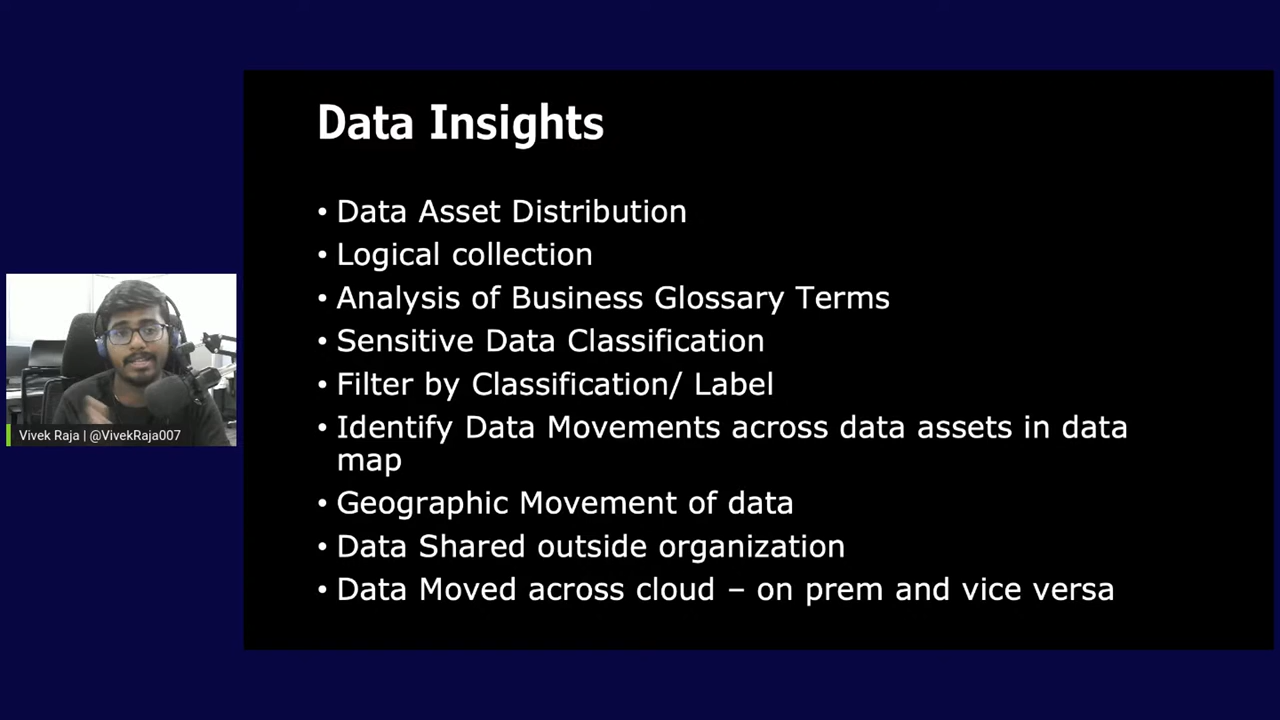 Data Insights
• Data Asset Distribution
• Logical collection
• Analysis of Business Glossary Terms
• Sensitive Data Classification
• Filter by Classification/ Label
• Identify Data Movements across data assets in data
map
• Geographic Movement of data
• Data Shared outside organization
• Data Moved across cloud – on prem and vice versa
Vivek Raja | @VivekRaja007